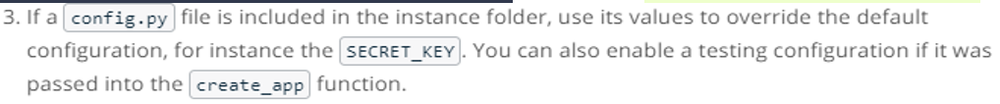 3. If a config.py file is included in the instance folder, use its values to override the default
configuration, for instance the SECRET_KEY. You can also enable a testing configuration if it was
passed into the create_app function.